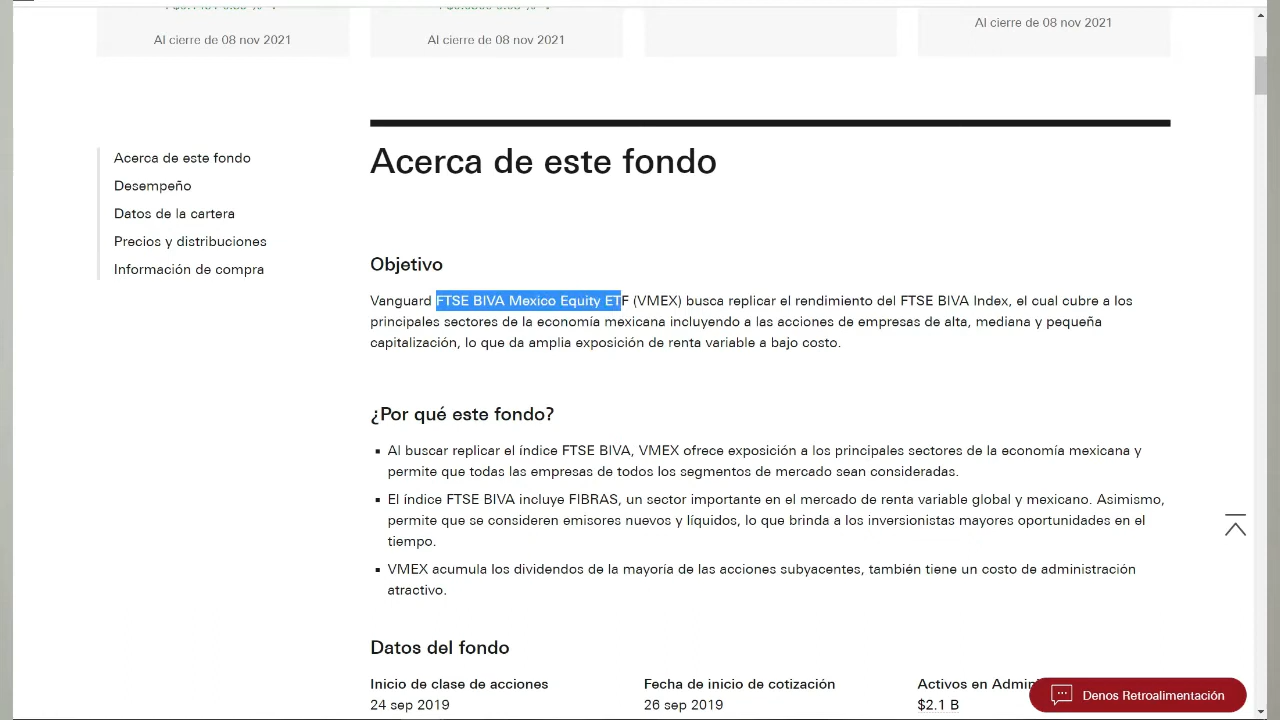 Al cierre de 08 nov 2021
Al cierre de 08 nov 2021
Al cierre de 08 nov 2021
Acerca de este fondo
Desempeño
Datos de la cartera
Precios y distribuciones
Información de compra
Acerca de este fondo
Objetivo
Vanguard FTSE BIVA Mexico Equity ETF (VMEX) busca replicar el rendimiento del FTSE BIVA Index, el cual cubre a los
principales sectores de la economía mexicana incluyendo a las acciones de empresas de alta, mediana y pequeña
capitalización, lo que da amplia exposición de renta variable a bajo costo.
¿Por qué este fondo?
▪ Al buscar replicar el índice FTSE BIVA, VMEX ofrece exposición a los principales sectores de la economía mexicana y
permite que todas las empresas de todos los segmentos de mercado sean consideradas.
▪ El índice FTSE BIVA incluye FIBRAS, un sector importante en el mercado de renta variable global y mexicano. Asimismo,
permite que se consideren emisores nuevos y líquidos, lo que brinda a los inversionistas mayores oportunidades en el
tiempo.
▪ VMEX acumula los dividendos de la mayoría de las acciones subyacentes, también tiene un costo de administración
atractivo.
Datos del fondo
Inicio de clase de acciones
24 sep 2019
Fecha de inicio de cotización
26 sep 2019
Activos en Admini
$2.1 B
Denos Retroalimentación